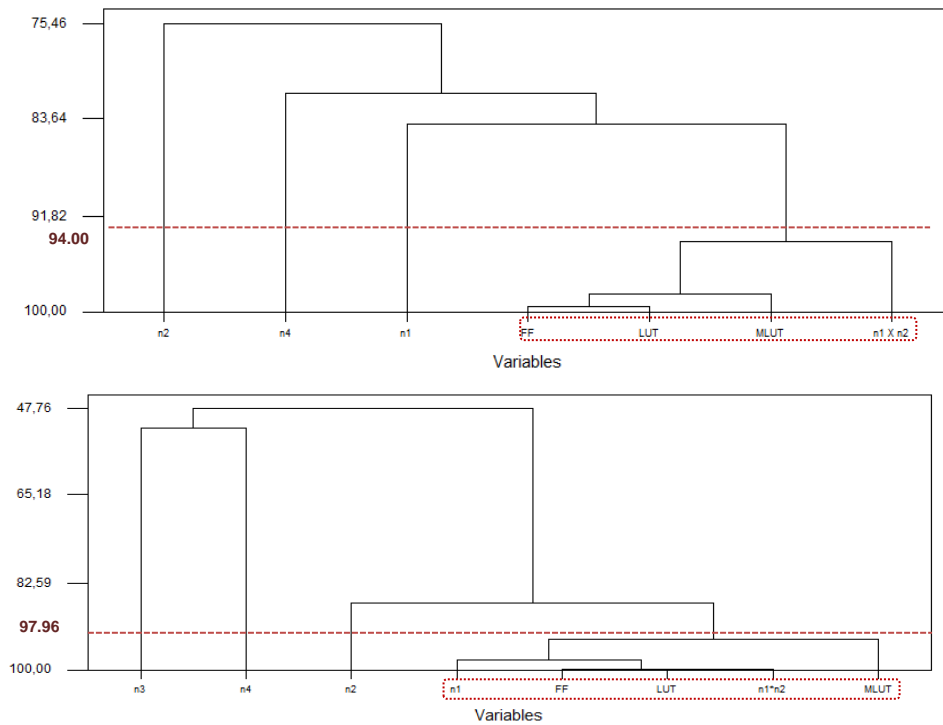 75,46
83,64
91,82
94.00
100,00
n2 n4 n1 FF LUT MLUT n1 X n2
Variables
47,76
65,18
82,59
97.96
100,00
n3 n4 n2 n1 FF LUT n1*n2 MLUT
Variables